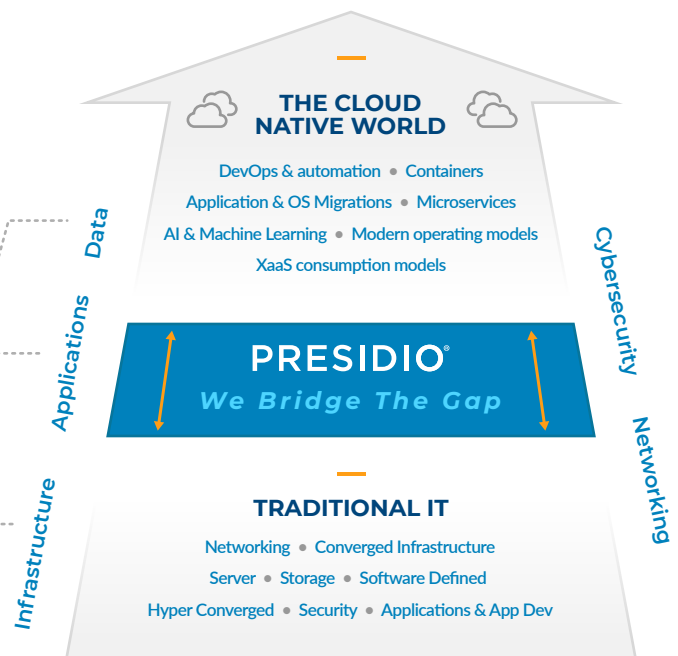 THE CLOUD
NATIVE WORLD
DevOps & automation • Containers
Application & OS Migrations • Microservices
AI & Machine Learning • Modern operating models
XaaS consumption models
Data
Applications
Infrastructure
Cybersecurity
Networking
PRESIDIO®
We Bridge The Gap
TRADITIONAL IT
Networking • Converged Infrastructure
Server • Storage • Software Defined
Hyper Converged • Security • Applications & App Dev